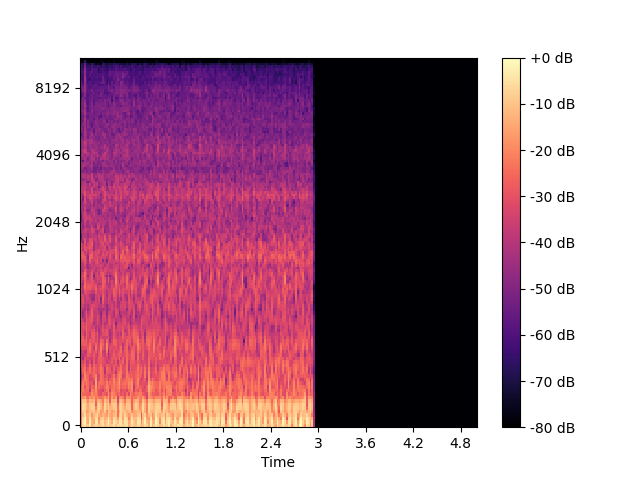 8192
4096
2048
1024
512
0
Hz
0 0.6 1.2 1.8 2.4 3 3.6 4.2 4.8
Time
+0 dB
-10 dB
-20 dB
-30 dB
-40 dB
-50 dB
-60 dB
-70 dB
-80 dB